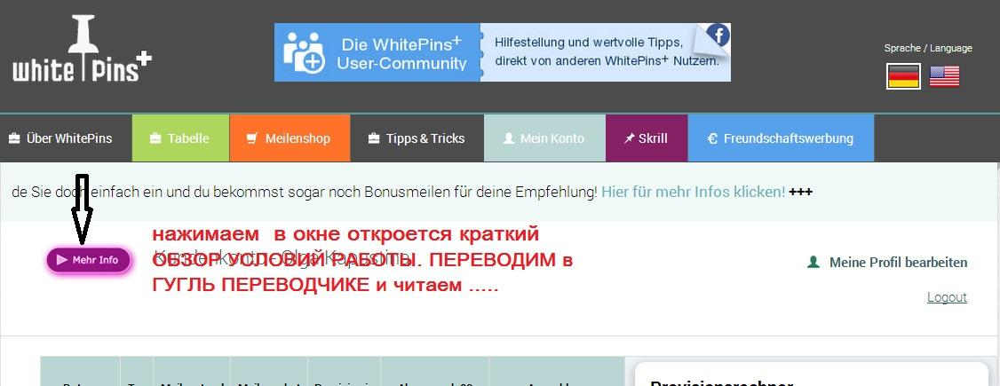 white Pins+
Die WhitePins+
User-Community
Hilfestellung und wertvolle Tipps,
direkt von anderen WhitePins+ Nutzern.
f
Sprache / Language
Über WhitePins
Tabelle
Meilenshop
Tipps & Tricks
Mein Konto
Skrill
Freundschaftswerbung
de Sie doch einfach ein und du bekommst sogar noch Bonusmeilen für deine Empfehlung! Hier für mehr Infos klicken! +++
Mehr Info
нажимаем в окне откроется краткий
ОБЗОР УСЛОВИЙ РАБОТЫ. ПЕРЕВОДИМ в
ГУГЛЬ ПЕРЕВОДЧИКЕ и читаем .....
Meine Profil bearbeiten
Logout